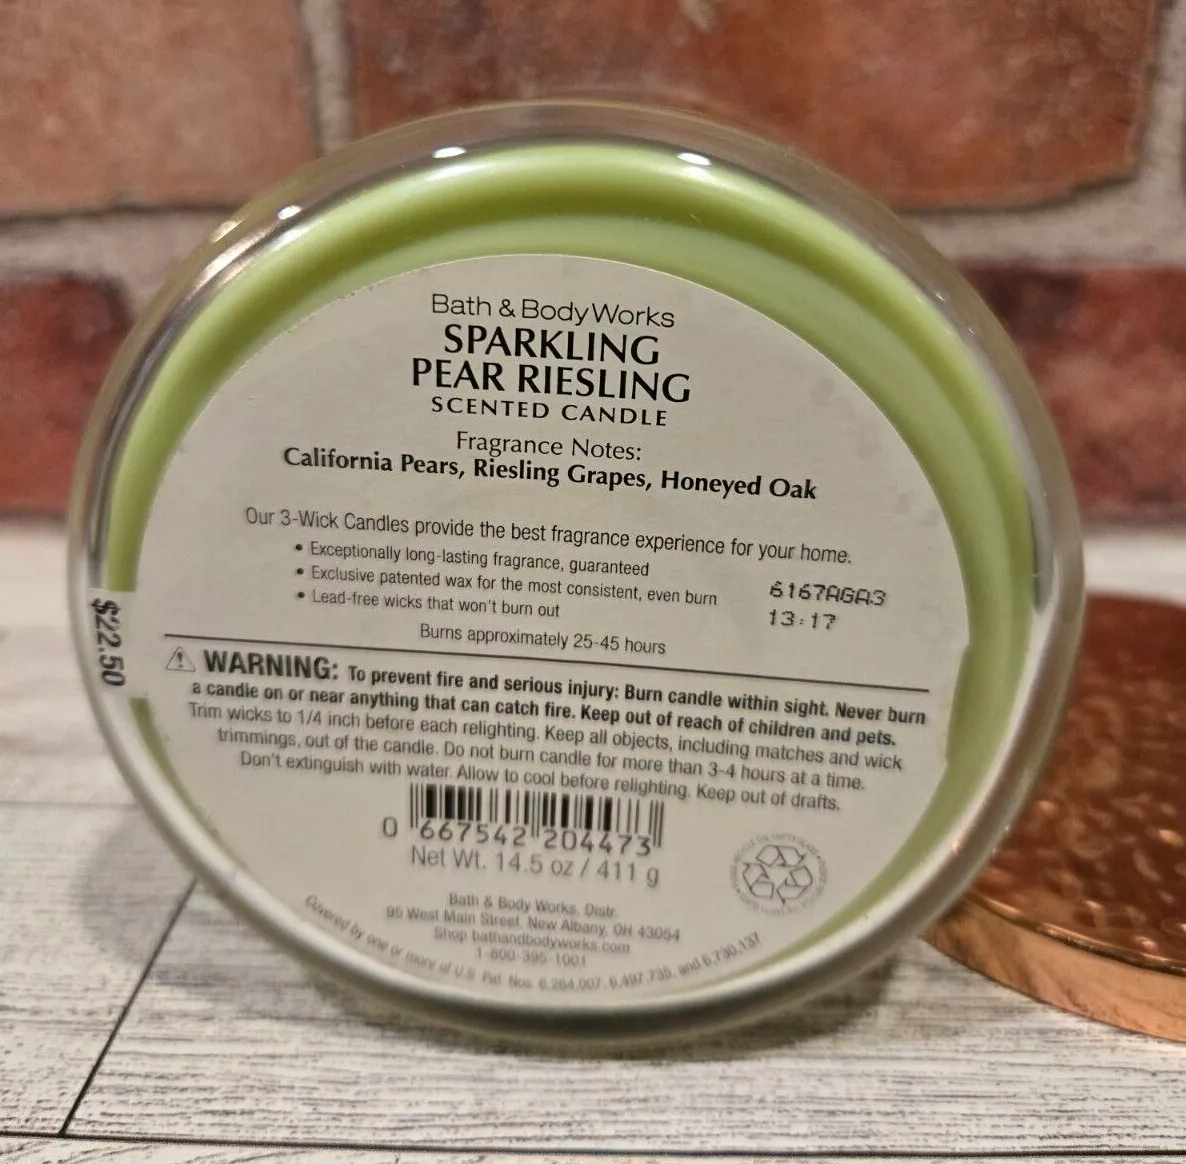 Bath & Body Works
SPARKLING
PEAR RIESLING
SCENTED CANDLE
Fragrance Notes:
California Pears, Riesling Grapes, Honeyed Oak
Our 3-Wick Candles provide the best fragrance experience for your home.
• Exceptionally long-lasting fragrance, guaranteed
• Exclusive patented wax for the most consistent, even burn
• Lead-free wicks that won't burn out
Burns approximately 25-45 hours
6167AGA3
13:17
$22.50
⚠ WARNING: To prevent fire and serious injury: Burn candle within sight. Never burn
a candle on or near anything that can catch fire. Keep out of reach of children and pets.
Trim wicks to 1/4 inch before each relighting. Keep all objects, including matches and wick
trimmings, out of the candle. Do not burn candle for more than 3-4 hours at a time.
Don't extinguish with water. Allow to cool before relighting. Keep out of drafts.
0 667542 204473
Net Wt. 14.5 oz / 411 g
Bath & Body Works, Distr.
95 West Main Street, New Albany, OH 43054
Shop bathandbodyworks.com
1-800-395-1001
Covered by one or more of U.S. Pat. Nos. 6,284,007, 6,497,735, and 6,730,137